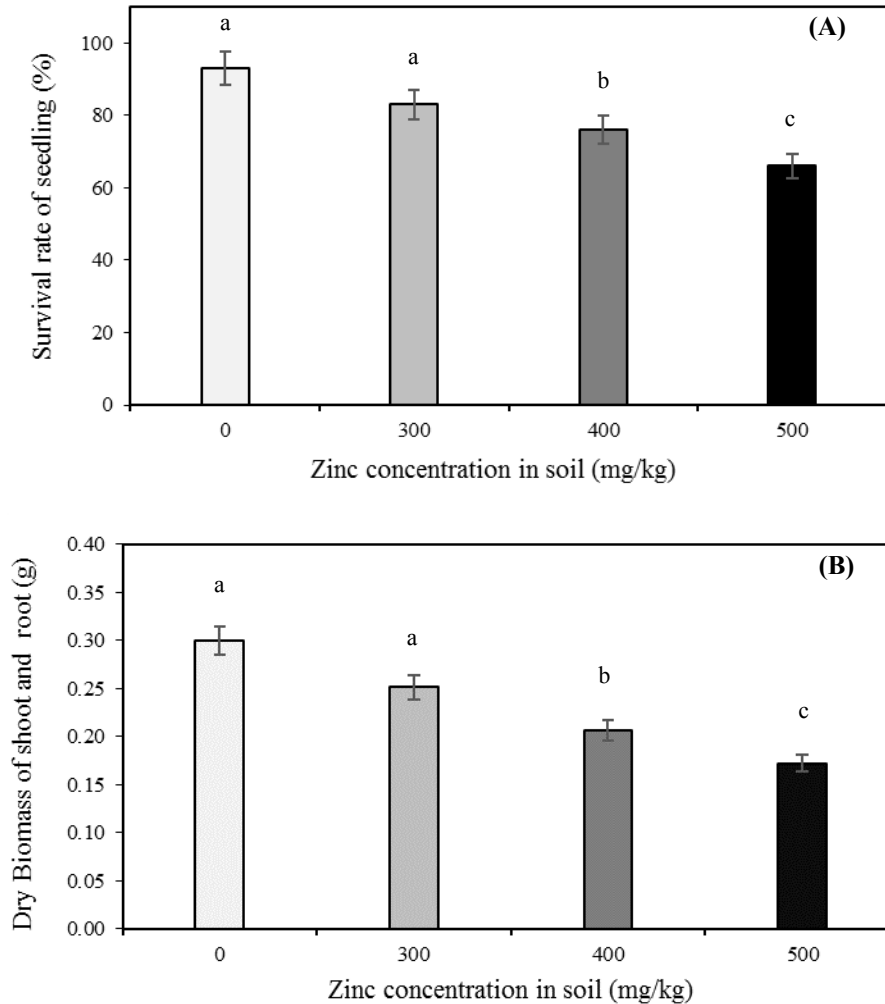 (A)
Survival rate of seedling (%)
100
80
60
40
20
0
a
a
b
c
0 300 400 500
Zinc concentration in soil (mg/kg)
(B)
Dry Biomass of shoot and root (g)
0.40
0.35
0.30
0.25
0.20
0.15
0.10
0.05
0.00
a
a
b
c
0 300 400 500
Zinc concentration in soil (mg/kg)